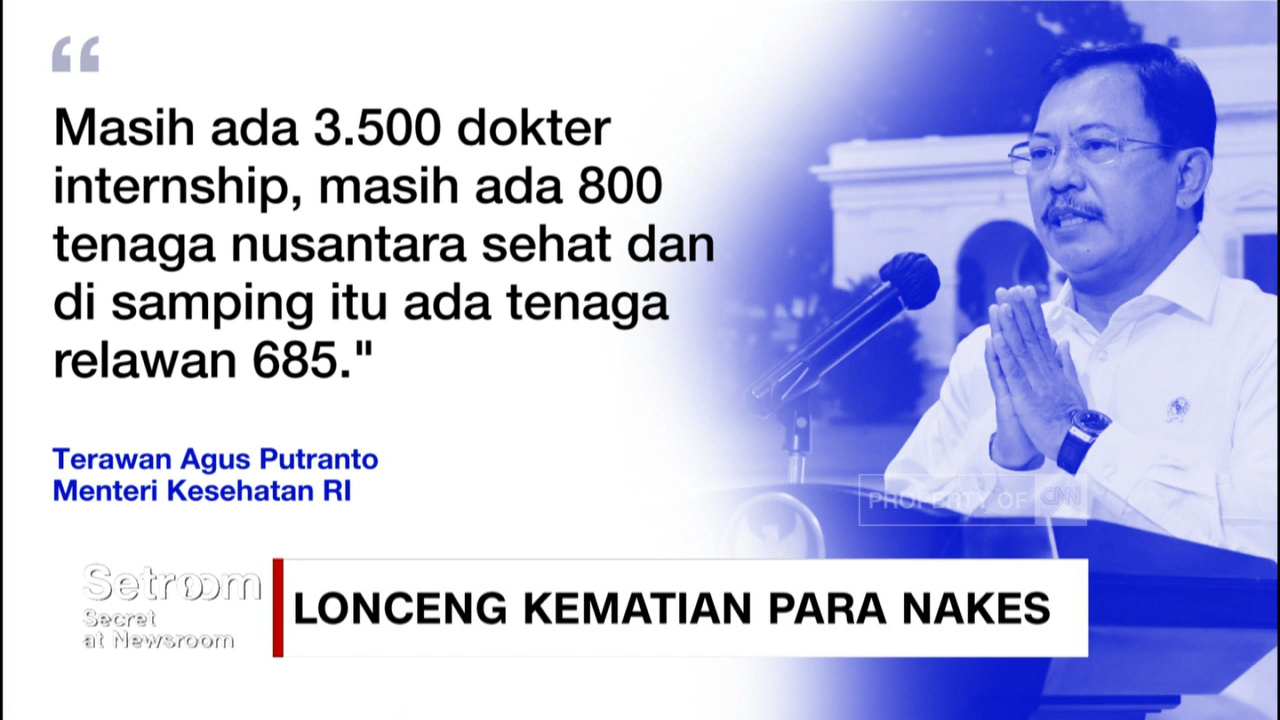 “
Masih ada 3.500 dokter
internship, masih ada 800
tenaga nusantara sehat dan
di samping itu ada tenaga
relawan 685."
Terawan Agus Putranto
Menteri Kesehatan RI
PROPERTY OF CNN
Setroom
Secret
at Newsroom
LONCENG KEMATIAN PARA NAKES